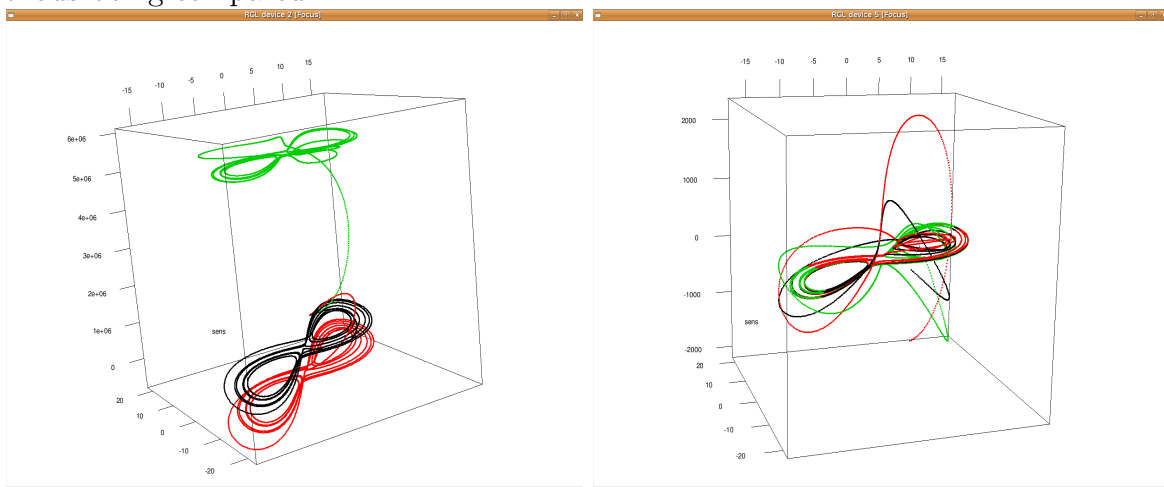 RGL device 2 [Focus]
-15 -10 -5 0 5 10 15
6e+06
5e+06
4e+06
3e+06
2e+06
1e+06
0
sens
20
10
0
-10
-20
RGL device 5 [Focus]
-15 -10 -5 0 5 10 15
2000
1000
0
-1000
-2000
sens
20
10
0
-10
-20